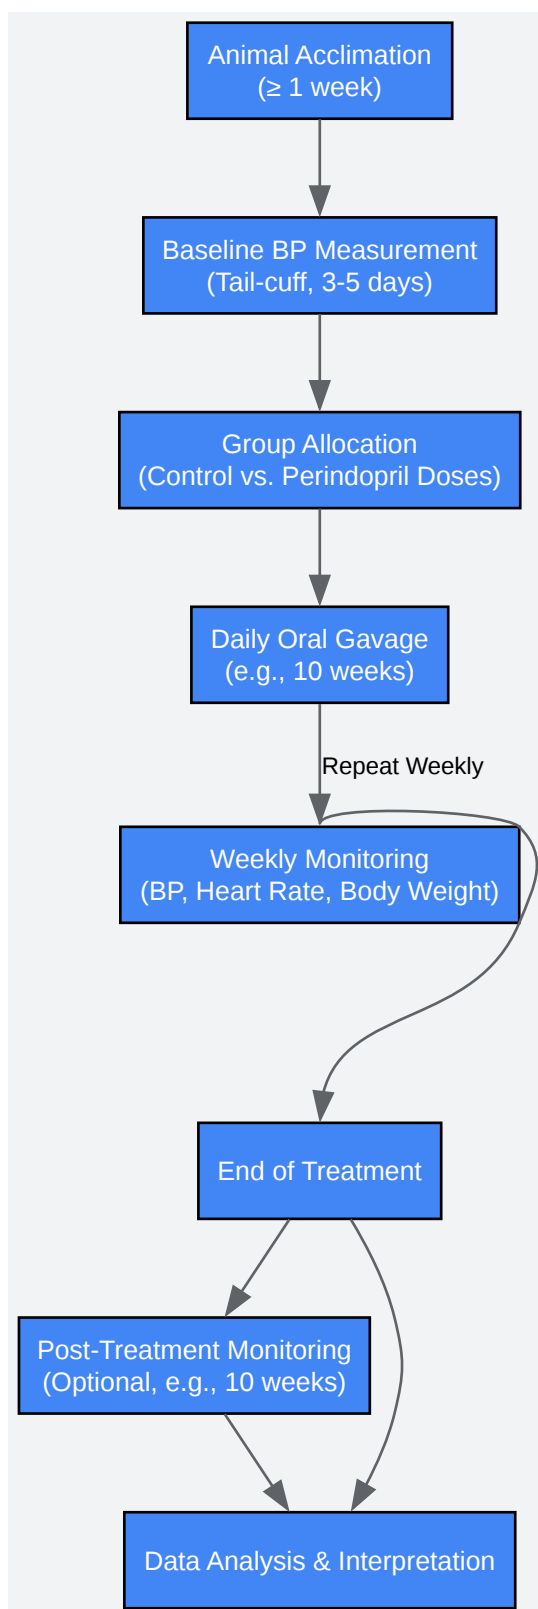 Animal Acclimation
(≥ 1 week)
Baseline BP Measurement
(Tail-cuff, 3-5 days)
Group Allocation
(Control vs. Perindopril Doses)
Daily Oral Gavage
(e.g., 10 weeks)
Repeat Weekly
Weekly Monitoring
(BP, Heart Rate, Body Weight)
End of Treatment
Post-Treatment Monitoring
(Optional, e.g., 10 weeks)
Data Analysis & Interpretation